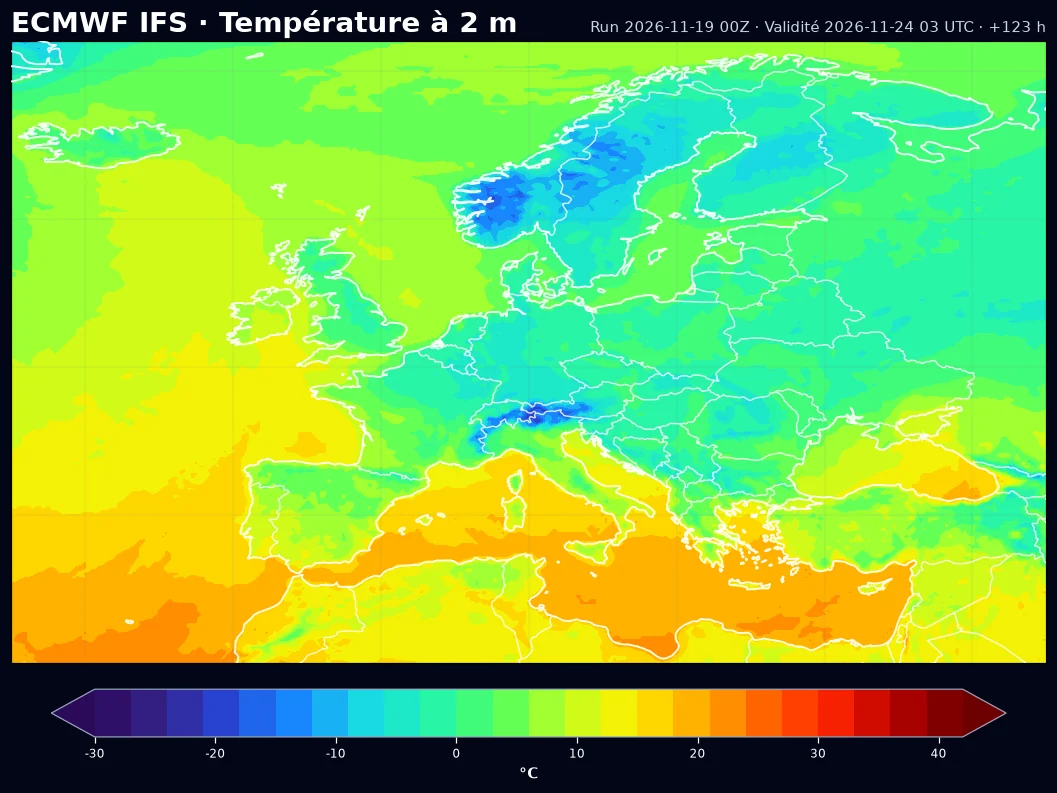 ECMWF IFS · Température à 2 m
Run 2026-11-19 00Z · Validité 2026-11-24 03 UTC · +123 h
-30 -20 -10 0 10 20 30 40
°C